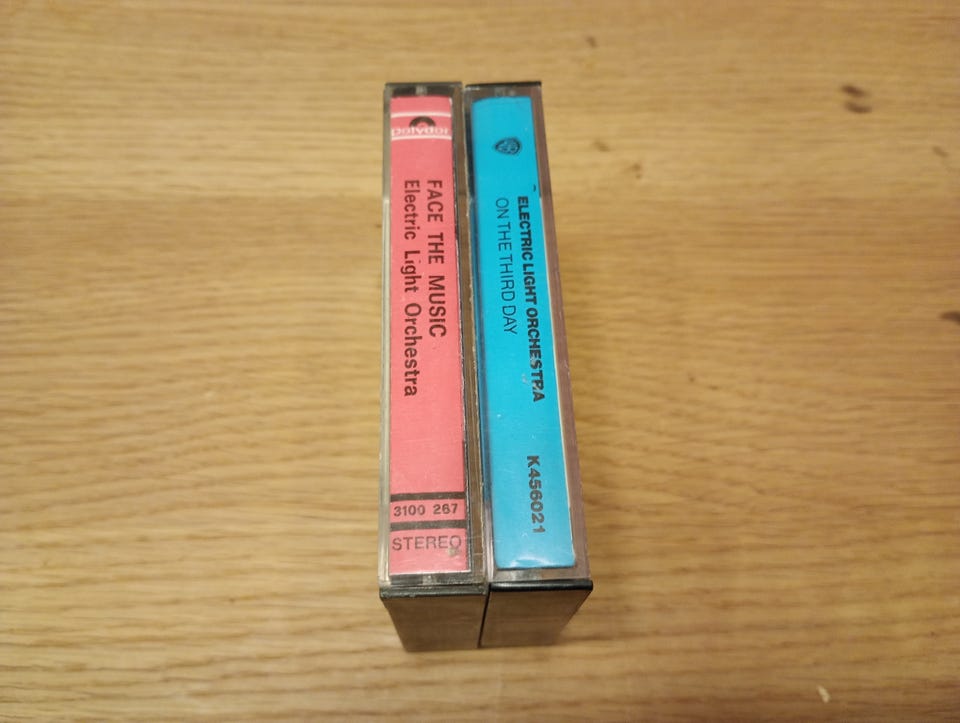 Polydor
FACE THE MUSIC
Electric Light Orchestra
3100 267
STEREO
ELECTRIC LIGHT ORCHESTRA
ON THE THIRD DAY
K456021